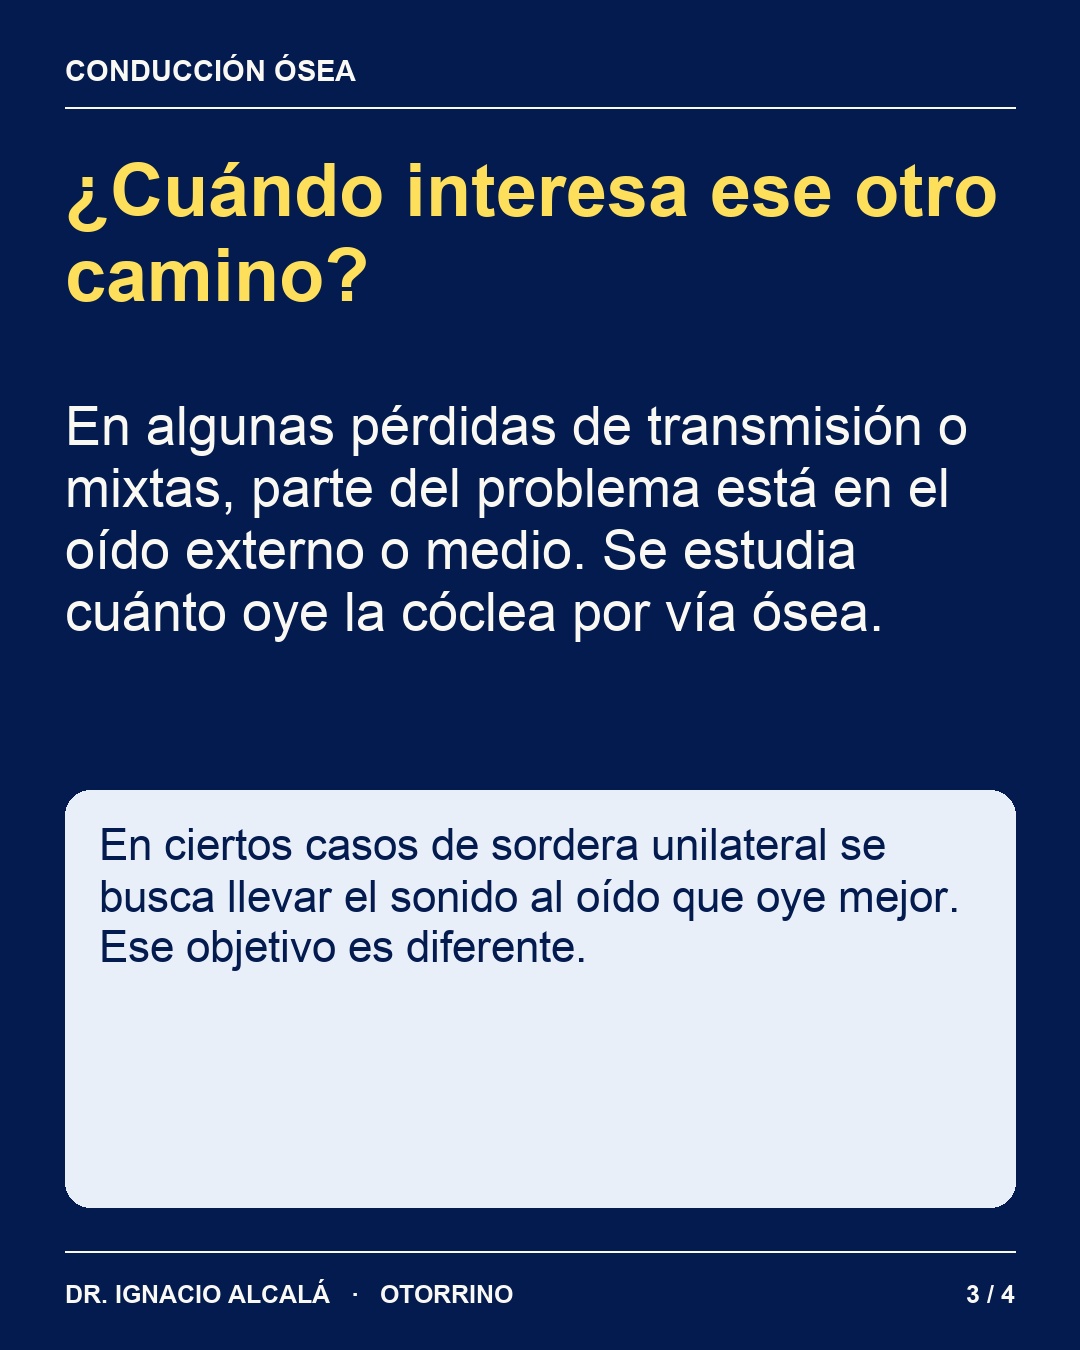 CONDUCCIÓN ÓSEA
¿Cuándo interesa ese otro
camino?
En algunas pérdidas de transmisión o
mixtas, parte del problema está en el
oído externo o medio. Se estudia
cuánto oye la cóclea por vía ósea.
En ciertos casos de sordera unilateral se
busca llevar el sonido al oído que oye mejor.
Ese objetivo es diferente.
DR. IGNACIO ALCALÁ · OTORRINO
3 / 4